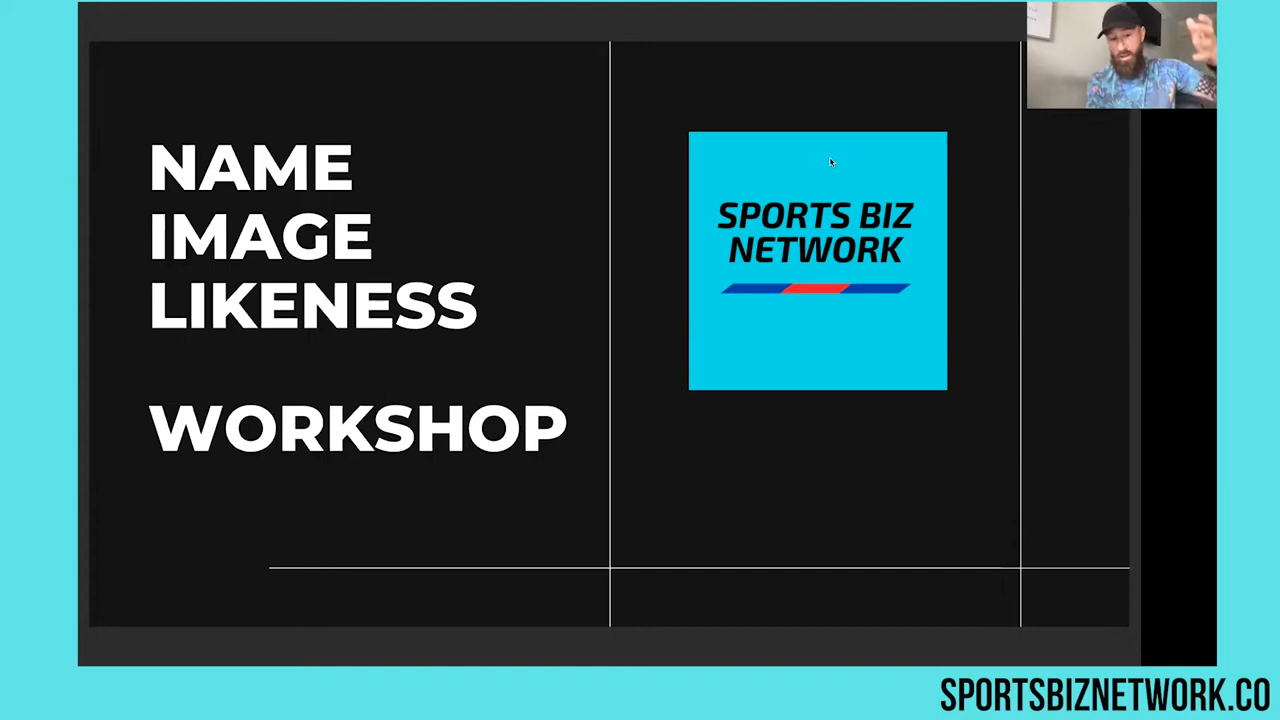 NAME
IMAGE
LIKENESS
WORKSHOP
SPORTS BIZ
NETWORK
SPORTSBIZNETWORK.CO